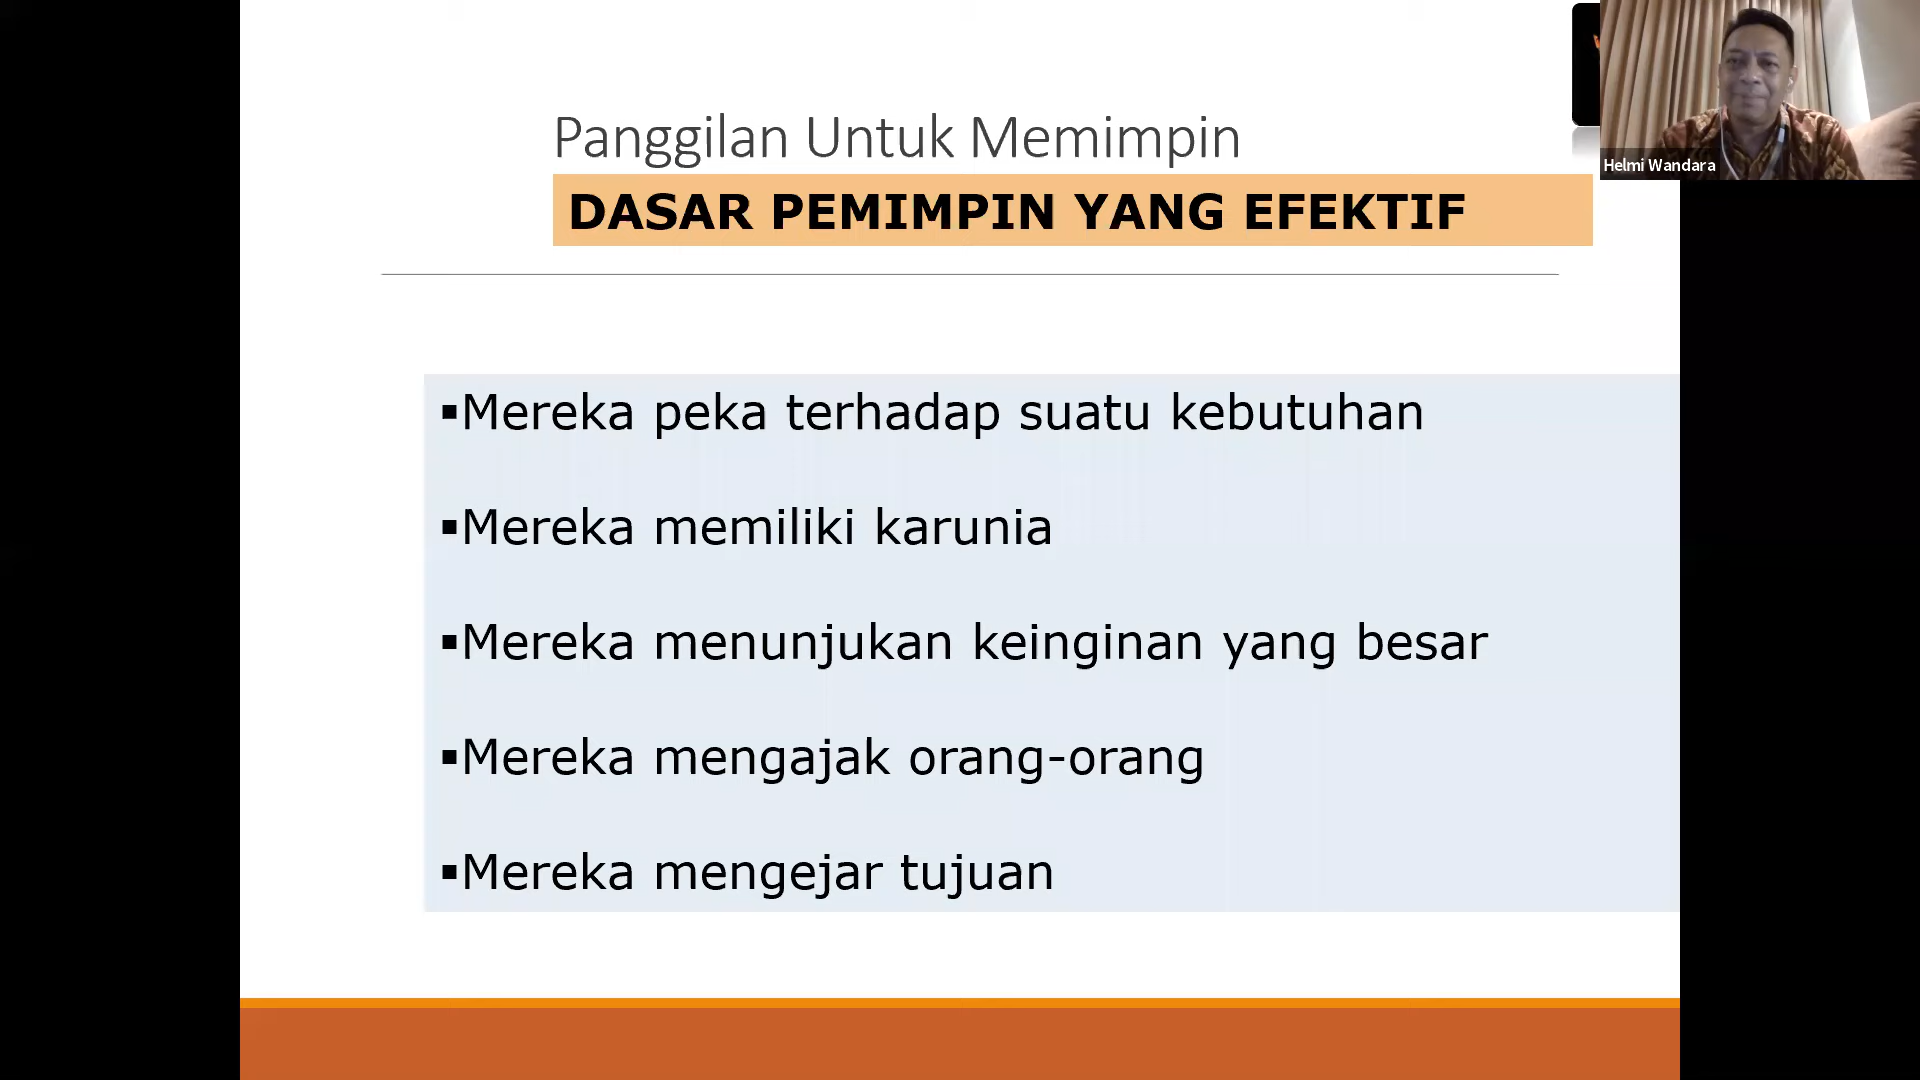 Panggilan Untuk Memimpin
DASAR PEMIMPIN YANG EFEKTIF
▪Mereka peka terhadap suatu kebutuhan
▪Mereka memiliki karunia
▪Mereka menunjukan keinginan yang besar
▪Mereka mengajak orang-orang
▪Mereka mengejar tujuan
Helmi Wandara